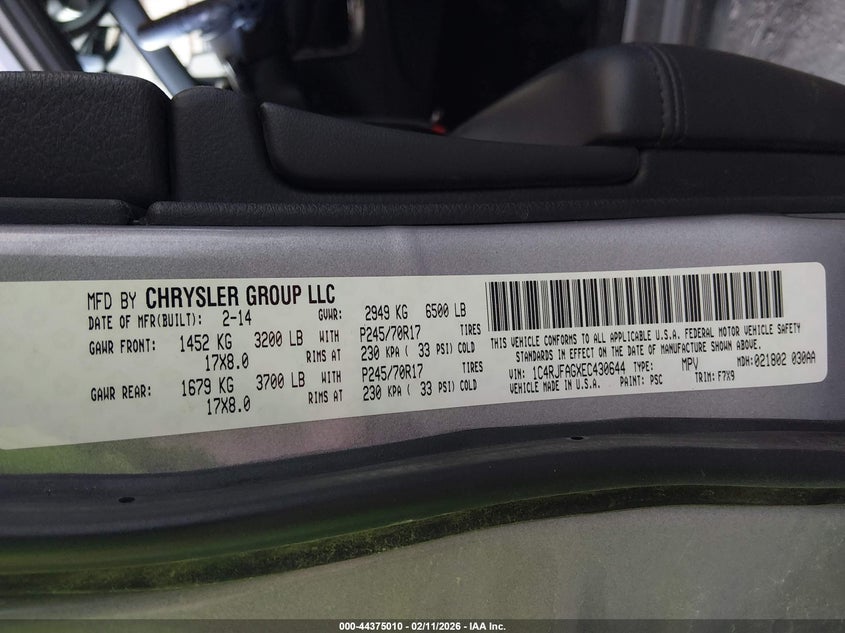 MFD BY CHRYSLER GROUP LLC
DATE OF MFR(BUILT): 2-14 GVWR: 2949 KG 6500 LB
GAWR FRONT: 1452 KG 3200 LB WITH P245/70R17 TIRES
17X8.0 RIMS AT 230 KPA ( 33 PSI) COLD
GAWR REAR: 1679 KG 3700 LB WITH P245/70R17 TIRES
17X8.0 RIMS AT 230 KPA ( 33 PSI) COLD
THIS VEHICLE CONFORMS TO ALL APPLICABLE U.S.A. FEDERAL MOTOR VEHICLE SAFETY
STANDARDS IN EFFECT ON THE DATE OF MANUFACTURE SHOWN ABOVE.
VIN: 1C4RJFAGXEC430644 TYPE: MPV MDH:021802 030AA
VEHICLE MADE IN U.S.A. PAINT: PSC TRIM: F7X9
000-44375010 - 02/11/2026 - IAA Inc.